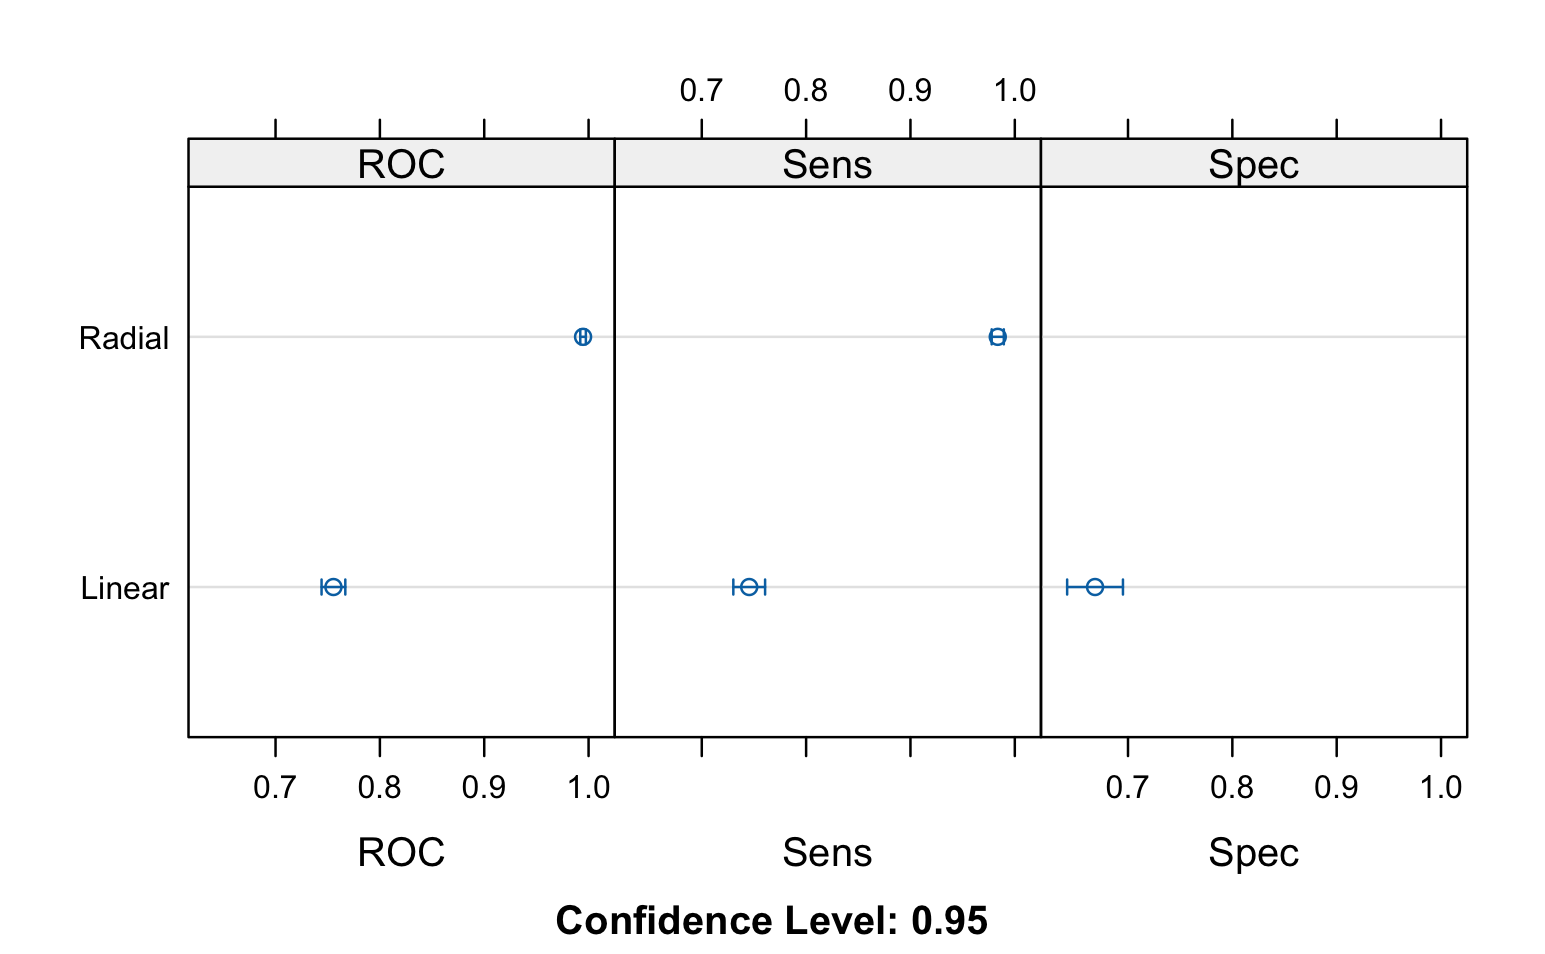 0.7 0.8 0.9 1.0
ROC Sens Spec
Radial
Linear
0.7 0.8 0.9 1.0 0.7 0.8 0.9 1.0
ROC Sens Spec
Confidence Level: 0.95